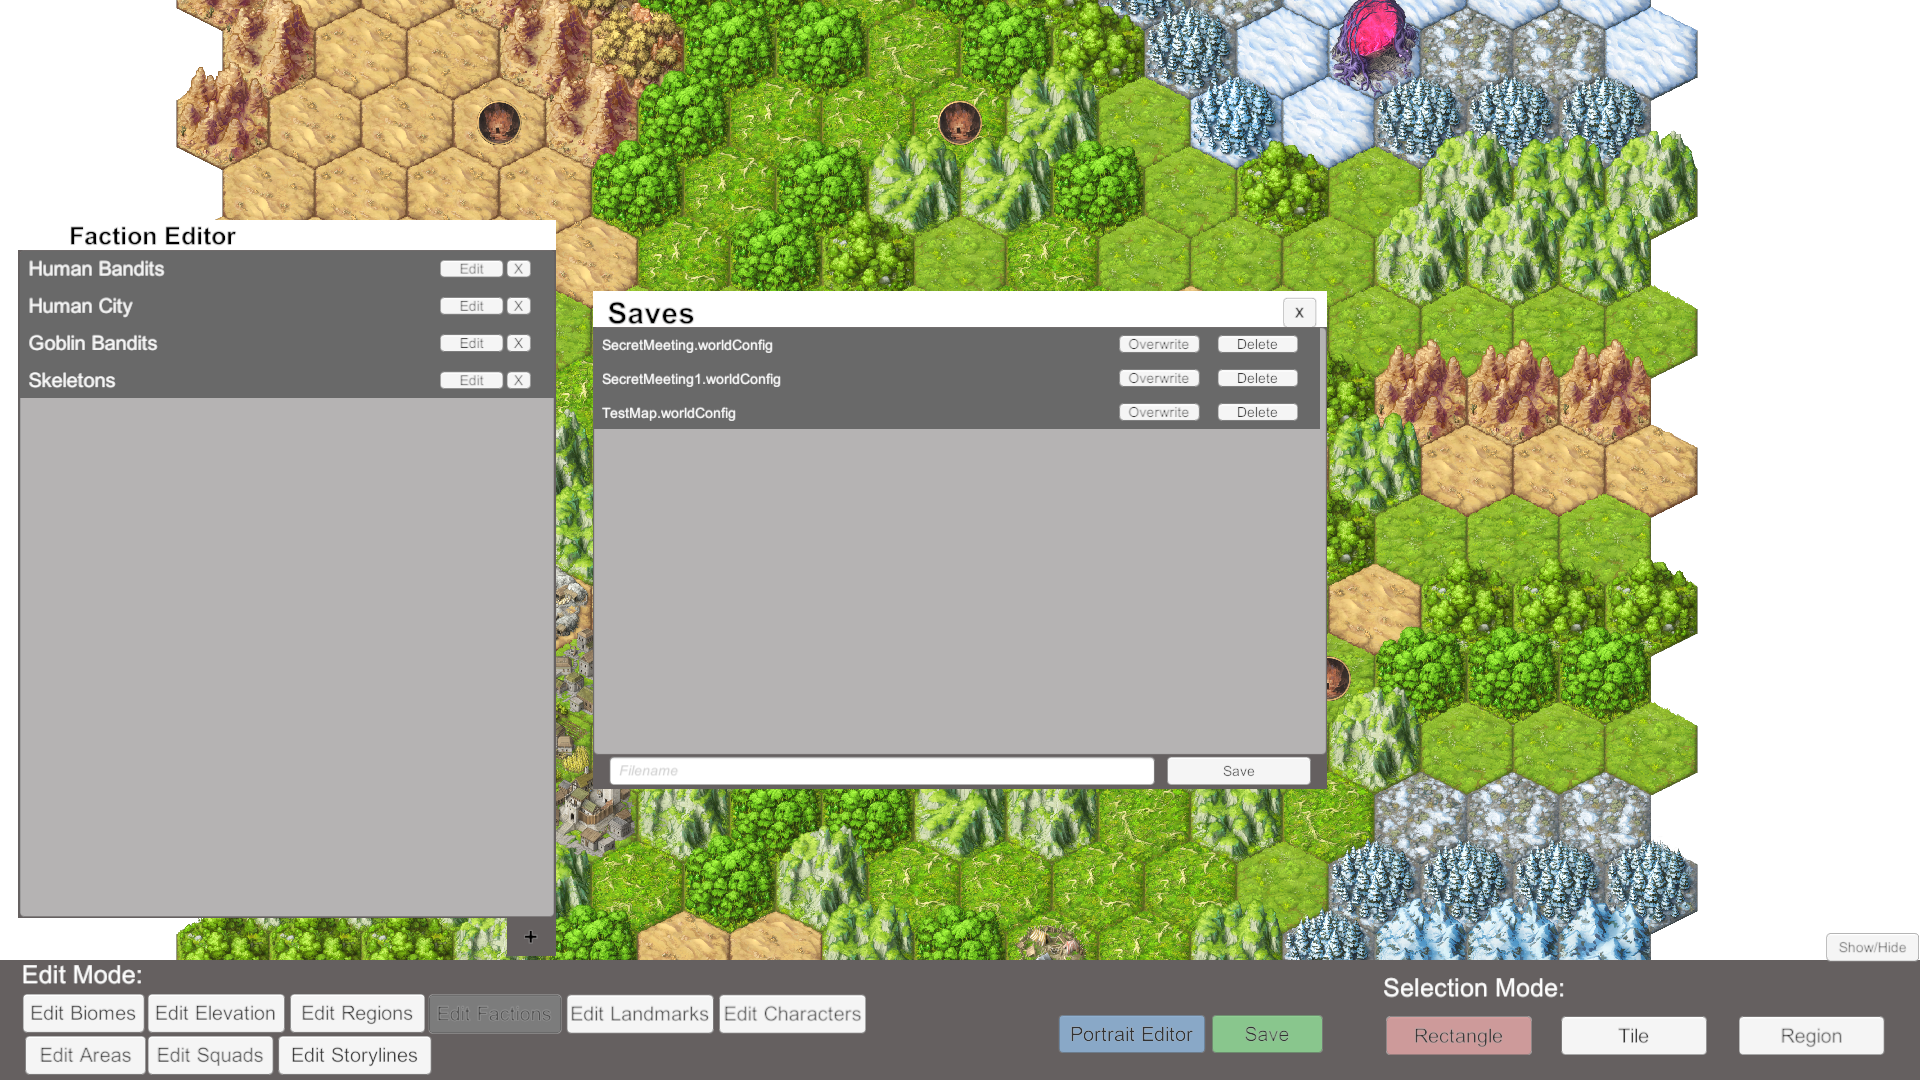 Faction Editor
Human Bandits Edit X
Human City Edit X
Goblin Bandits Edit X
Skeletons Edit X
+
Saves X
SecretMeeting.worldConfig Overwrite Delete
SecretMeeting1.worldConfig Overwrite Delete
TestMap.worldConfig Overwrite Delete
Filename Save
Show/Hide
Edit Mode:
Edit Biomes Edit Elevation Edit Regions Edit Factions Edit Landmarks Edit Characters
Edit Areas Edit Squads Edit Storylines
Portrait Editor Save
Selection Mode:
Rectangle Tile Region